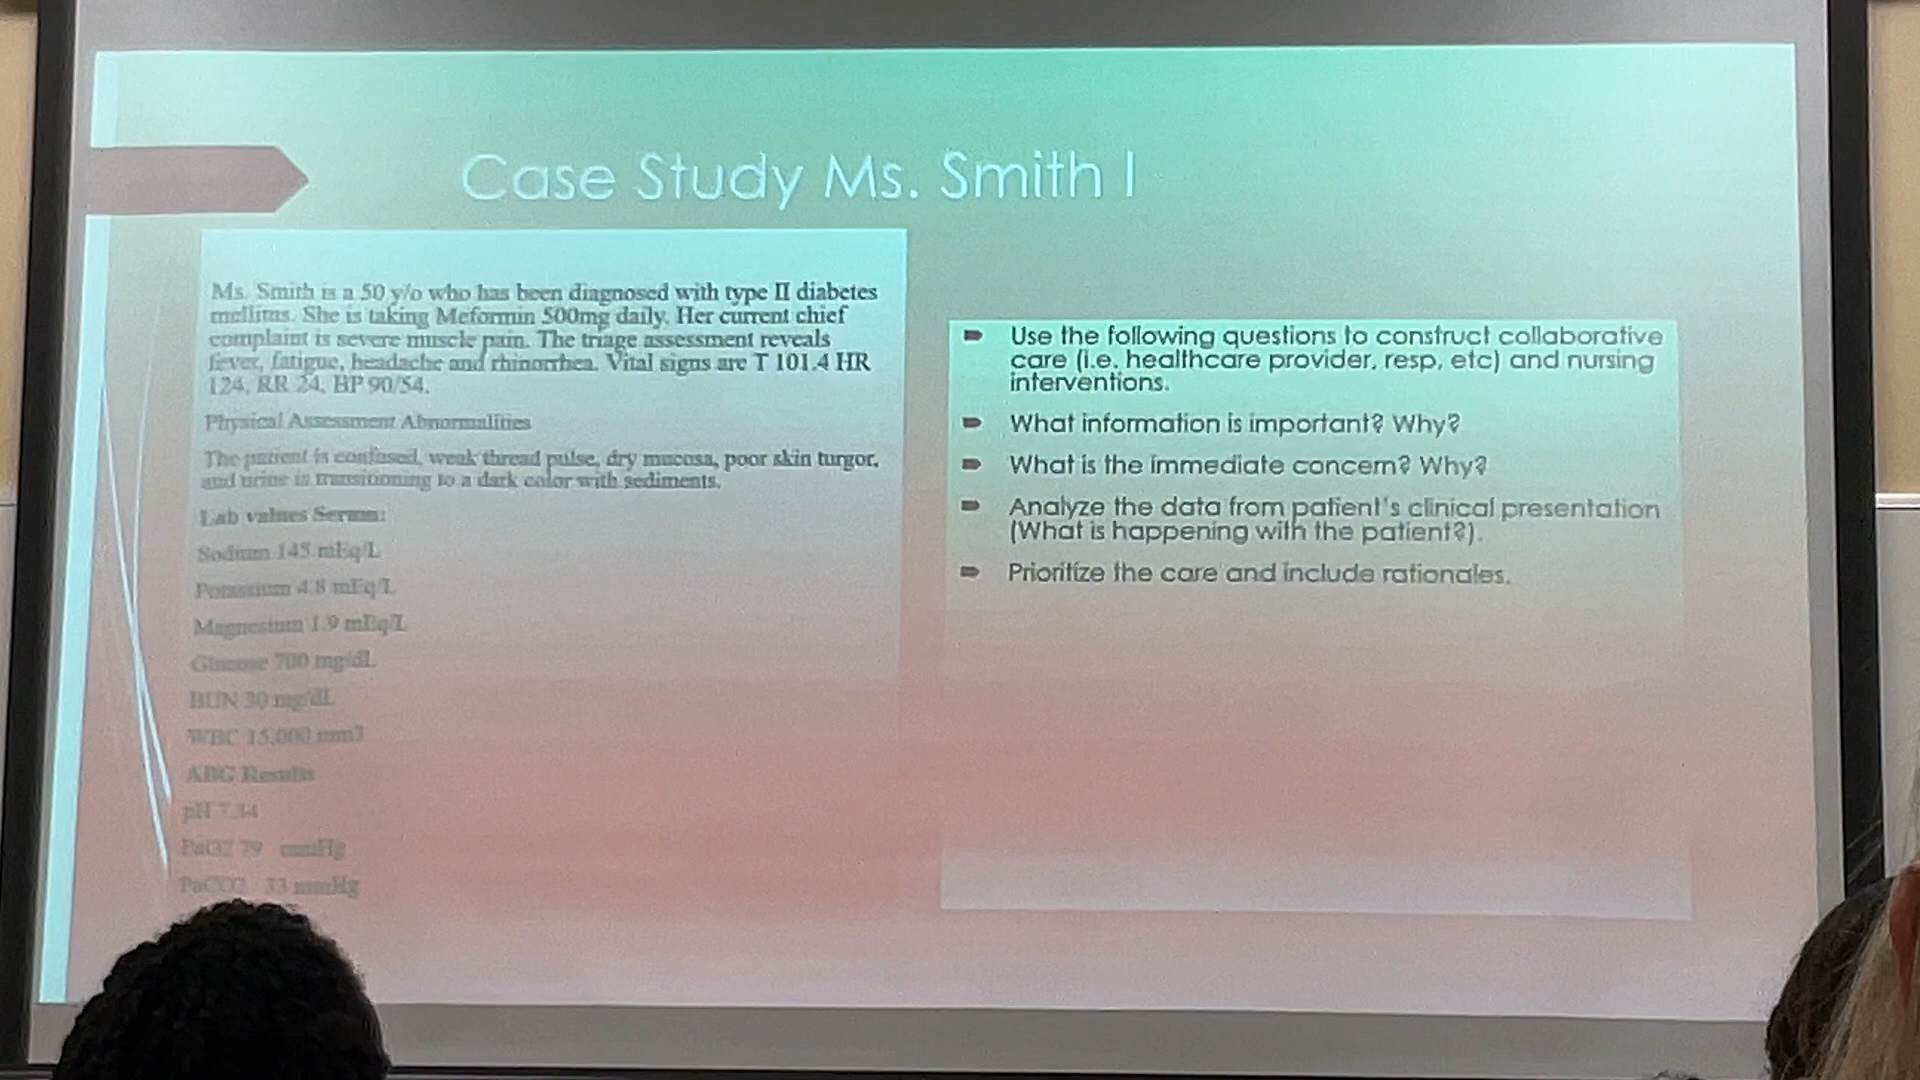 Case Study Ms. Smith I
Ms. Smith is a 50 y/o who has been diagnosed with type II diabetes
mellitus. She is taking Meformin 500mg daily. Her current chief
complaint is severe muscle pain. The triage assessment reveals
fever, fatigue, headache and rhinorrhea. Vital signs are T 101.4 HR
124, RR 24, BP 90/54.
Physical Assessment Abnormalities
The patient is confused, weak thread pulse, dry mucosa, poor skin turgor,
and urine is transitioning to a dark color with sediments.
Lab values Serum:
Sodium 145 mEq/L
Potassium 4.8 mEq/L
Magnesium 1.9 mEq/L
Glucose 700 mg/dL
BUN 30 mg/dL
WBC 15,000 mm3
ABG Results
pH 7.34
PaO2 79 mmHg
PaCO2 33 mmHg
Use the following questions to construct collaborative
care (i.e. healthcare provider, resp, etc) and nursing
interventions.
What information is important? Why?
What is the immediate concern? Why?
Analyze the data from patient's clinical presentation
(What is happening with the patient?).
Prioritize the care and include rationales.